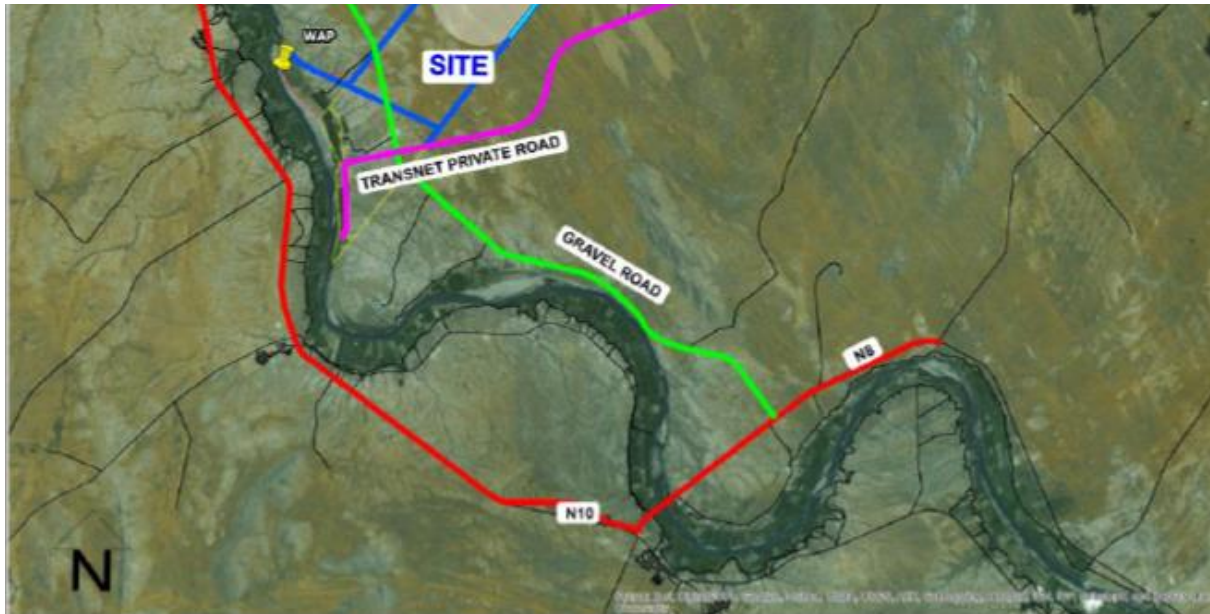 WAP
SITE
TRANSNET PRIVATE ROAD
GRAVEL ROAD
N8
N10
N